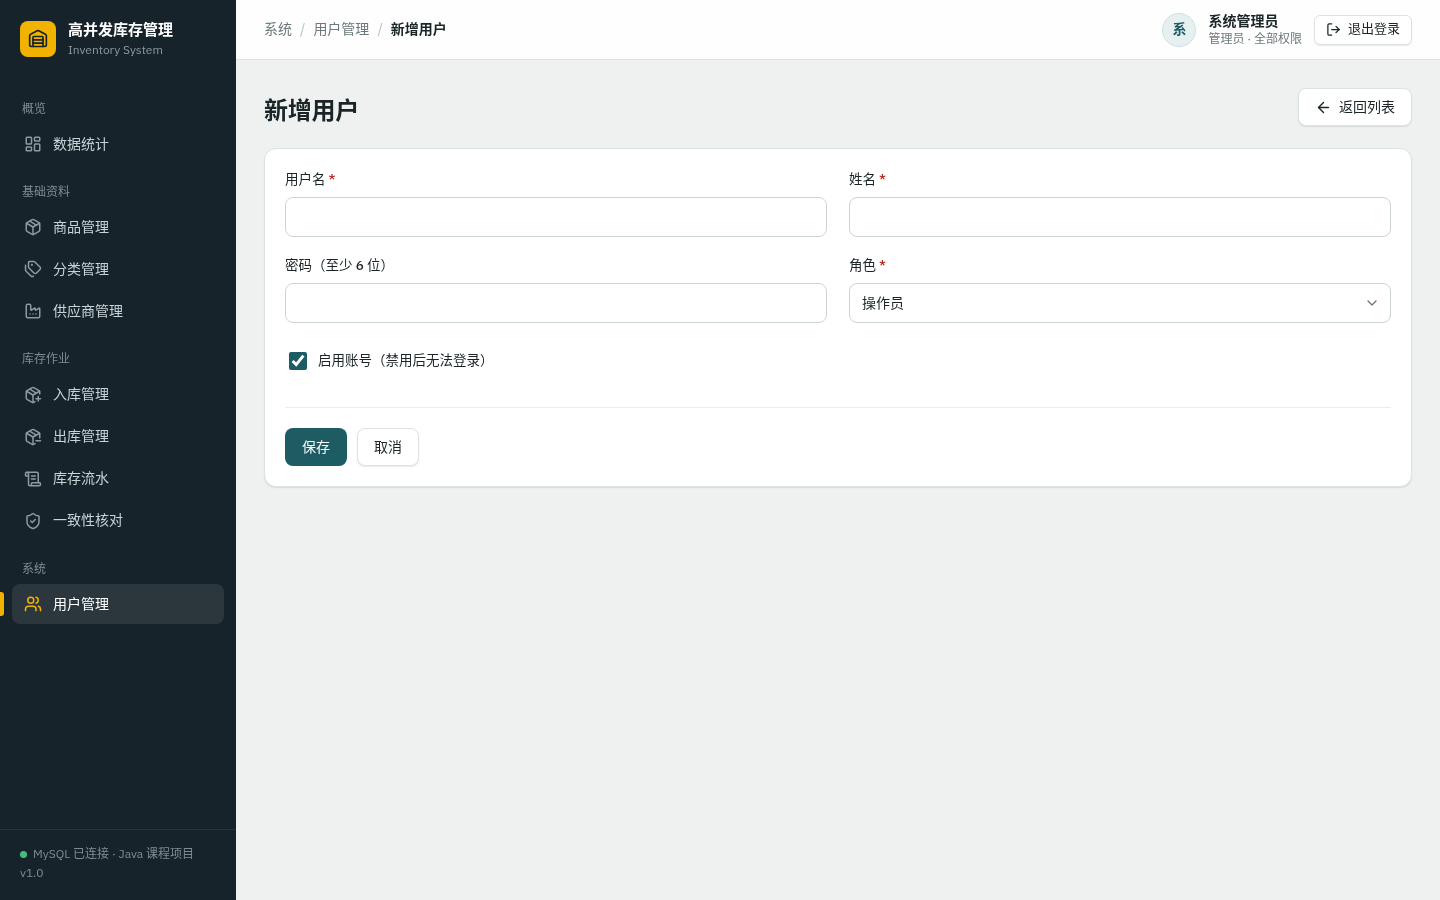 高并发库存管理
Inventory System
概览
数据统计
基础资料
商品管理
分类管理
供应商管理
库存作业
入库管理
出库管理
库存流水
一致性核对
系统
用户管理
MySQL 已连接 · Java 课程项目
v1.0
系统 / 用户管理 / 新增用户
系
系统管理员
管理员 · 全部权限
退出登录
新增用户
返回列表
用户名 *
姓名 *
密码（至少 6 位）
角色 *
操作员
启用账号（禁用后无法登录）
保存
取消